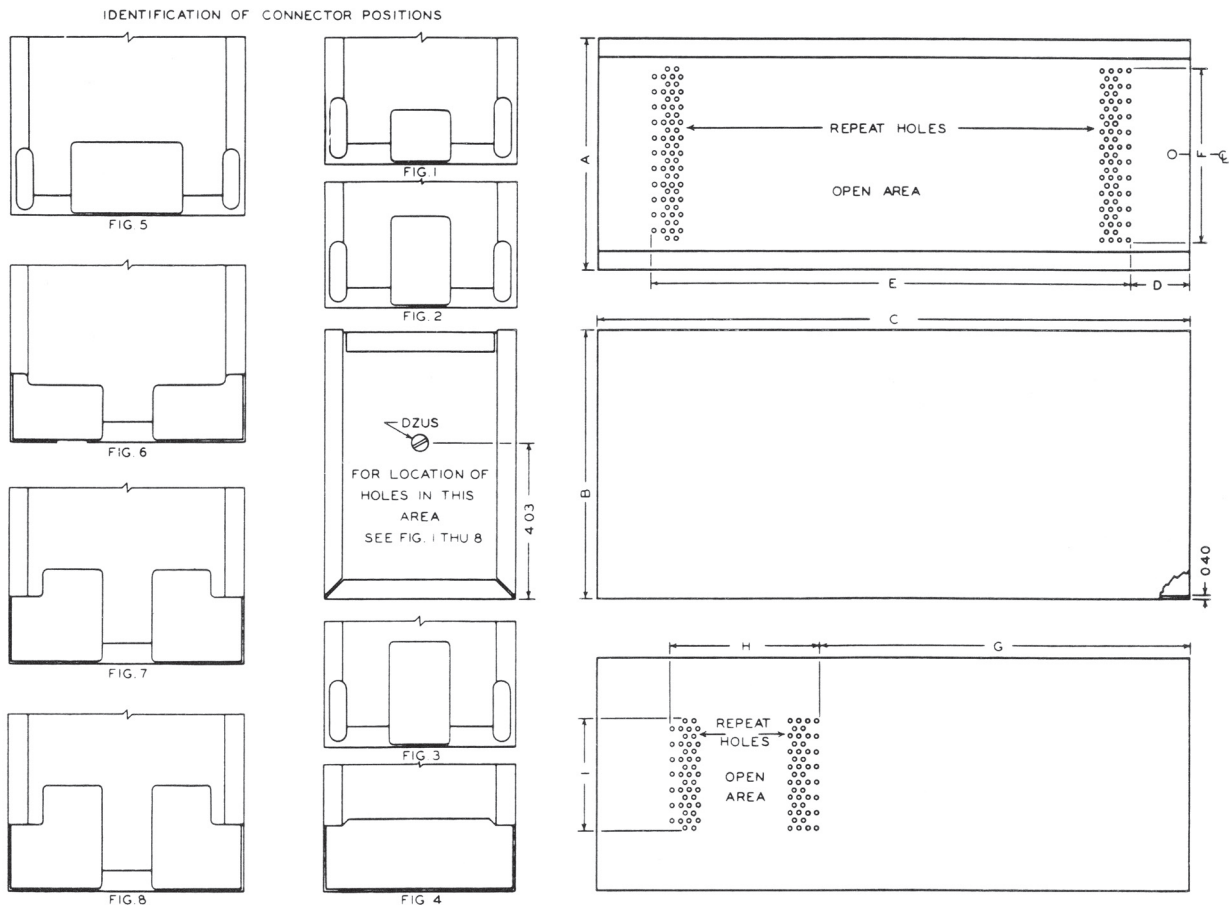 IDENTIFICATION OF CONNECTOR POSITIONS
FIG. 5
FIG. 6
FIG. 7
FIG. 8
FIG. 1
FIG. 2
DZUS
FOR LOCATION OF
HOLES IN THIS
AREA
SEE FIG. 1 THU 8
4 03
FIG. 3
FIG 4
A
REPEAT HOLES
OPEN AREA
F
℄
E
D
C
B
040
H
G
I
REPEAT
HOLES
OPEN
AREA